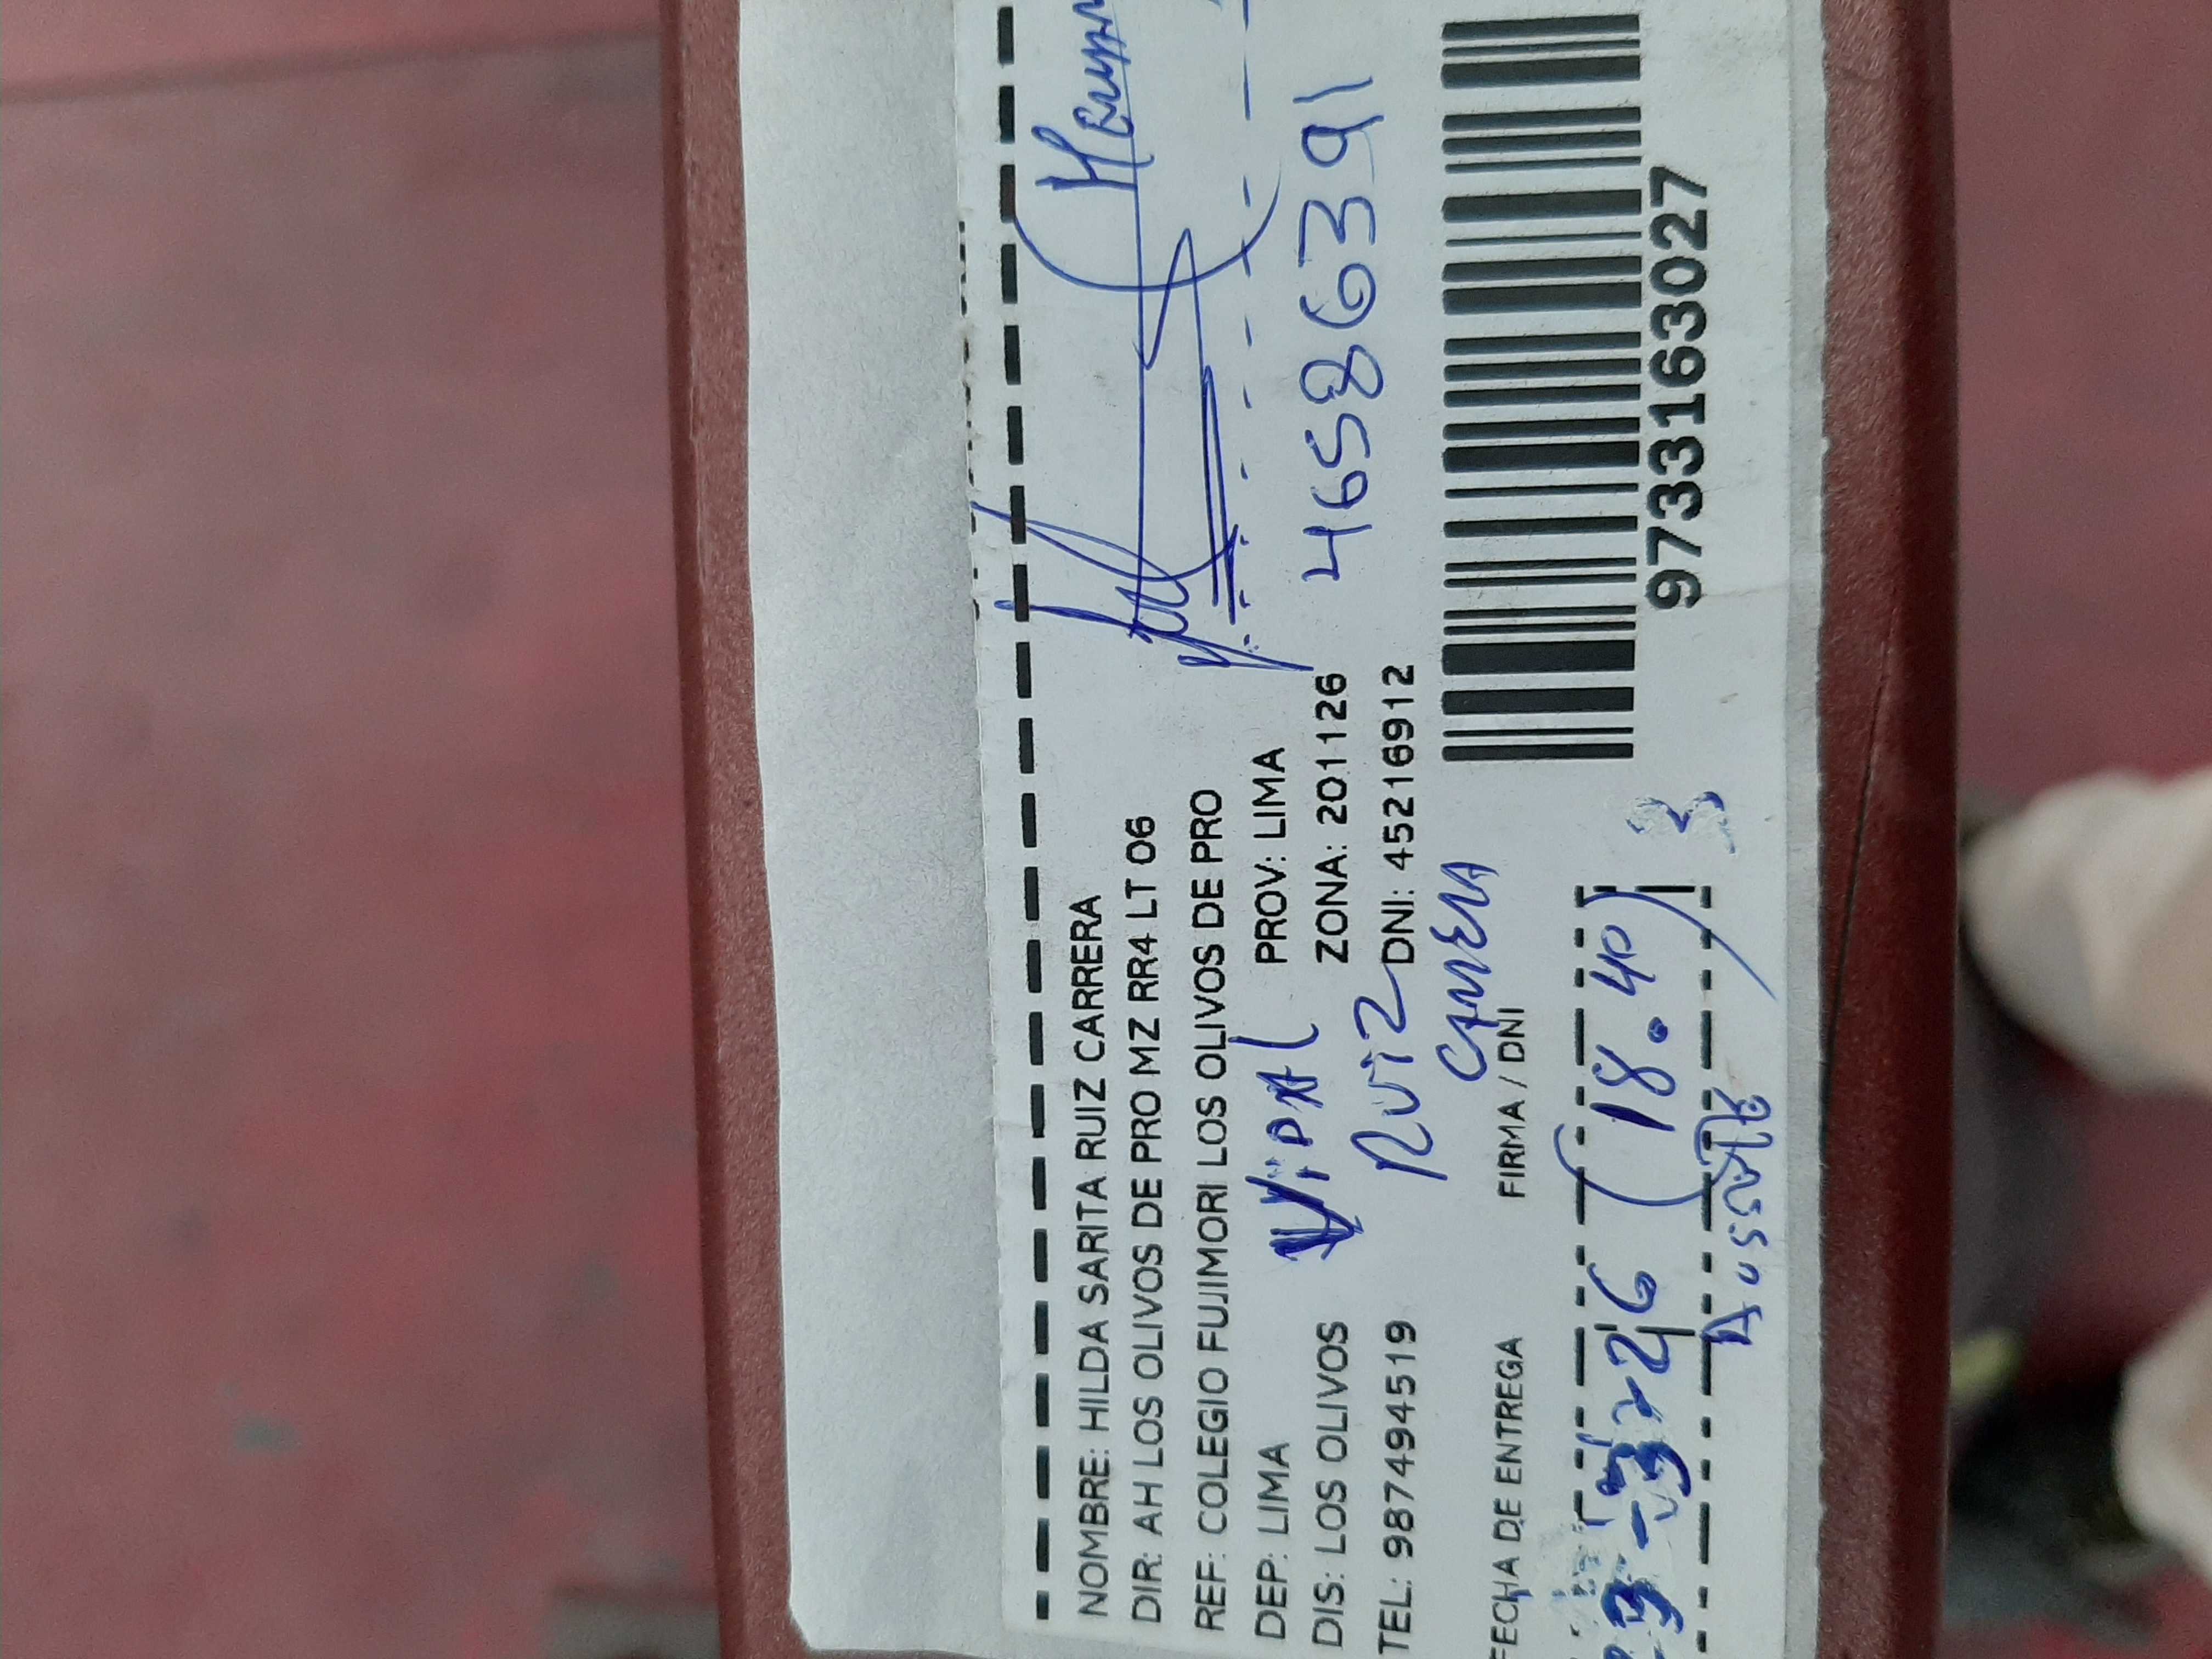 NOMBRE: HILDA SARITA RUIZ CARRERA
DIR: AH LOS OLIVOS DE PRO MZ RR4 LT 06
REF: COLEGIO FUJIMORI LOS OLIVOS DE PRO
DEP: LIMA PROV: LIMA
DIS: LOS OLIVOS ZONA: 201126
TEL: 987494519 DNI: 45216912
Vidal
Ruiz
46586391
FECHA DE ENTREGA FIRMA / DNI
3-26 (18.40)
9733163027